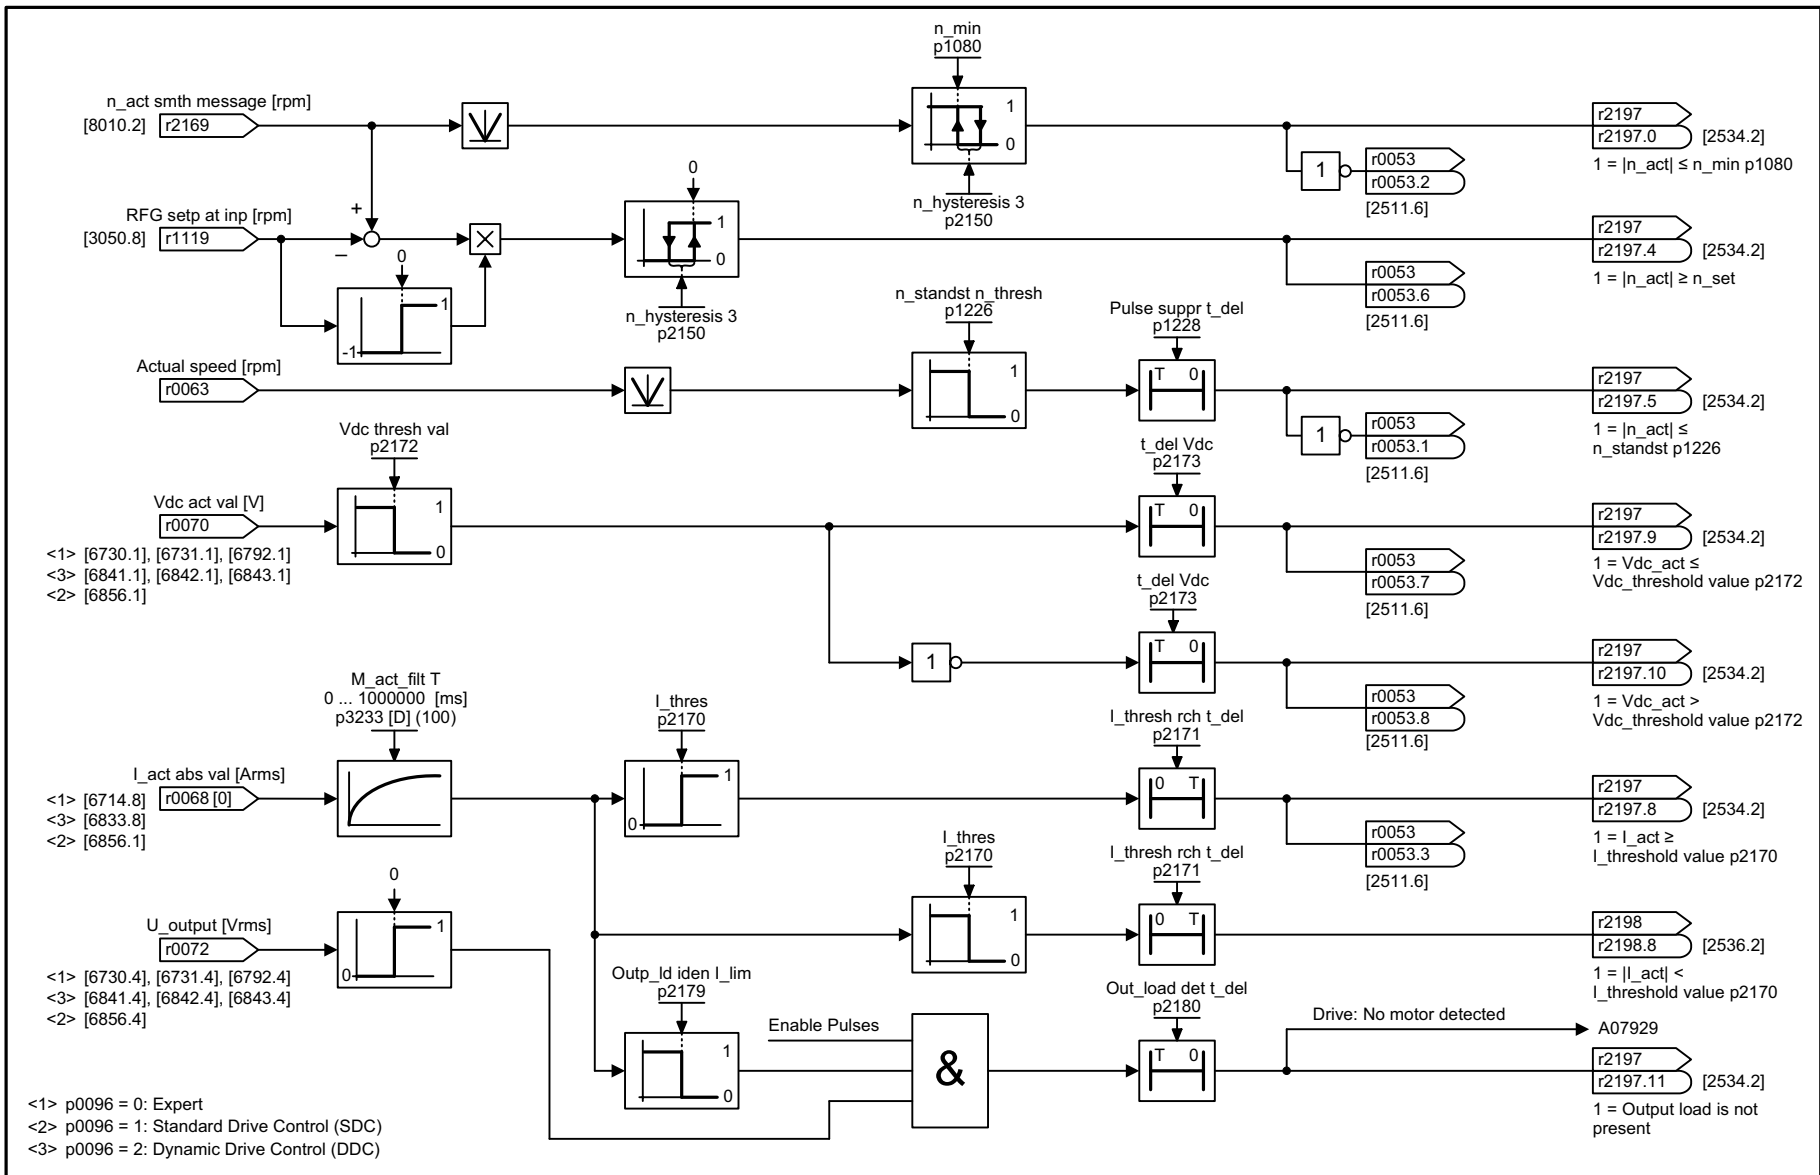 n_min
p1080
n_act smth message [rpm]
[8010.2] r2169
1
0
n_hysteresis 3
p2150
r2197
r2197.0 [2534.2]
1 = |n_act| ≤ n_min p1080
1
r0053
r0053.2
[2511.6]
RFG setp at inp [rpm]
[3050.8] r1119
+
–
0
-1
1
0
1
0
n_hysteresis 3
p2150
r2197
r2197.4 [2534.2]
1 = |n_act| ≥ n_set
r0053
r0053.6
[2511.6]
Actual speed [rpm]
r0063
n_standst n_thresh
p1226
1
0
Pulse suppr t_del
p1228
T 0
r2197
r2197.5 [2534.2]
1 = |n_act| ≤
n_standst p1226
1
r0053
r0053.1
[2511.6]
Vdc thresh val
p2172
Vdc act val [V]
r0070
<1> [6730.1], [6731.1], [6792.1]
<3> [6841.1], [6842.1], [6843.1]
<2> [6856.1]
1
0
t_del Vdc
p2173
T 0
r2197
r2197.9 [2534.2]
1 = Vdc_act ≤
Vdc_threshold value p2172
r0053
r0053.7
[2511.6]
1
t_del Vdc
p2173
T 0
r2197
r2197.10 [2534.2]
1 = Vdc_act >
Vdc_threshold value p2172
r0053
r0053.8
[2511.6]
M_act_filt T
0 ... 1000000 [ms]
p3233 [D] (100)
I_act abs val [Arms]
r0068 [0]
<1> [6714.8]
<3> [6833.8]
<2> [6856.1]
I_thres
p2170
1
0
I_thresh rch t_del
p2171
0 T
r2197
r2197.8 [2534.2]
1 = I_act ≥
I_threshold value p2170
r0053
r0053.3
[2511.6]
I_thres
p2170
1
0
I_thresh rch t_del
p2171
0 T
r2198
r2198.8 [2536.2]
1 = |I_act| <
I_threshold value p2170
U_output [Vrms]
r0072
<1> [6730.4], [6731.4], [6792.4]
<3> [6841.4], [6842.4], [6843.4]
<2> [6856.4]
0
1
0
Outp_ld iden I_lim
p2179
1
0
Enable Pulses
&
Out_load det t_del
p2180
T 0
Drive: No motor detected
A07929
r2197
r2197.11 [2534.2]
1 = Output load is not
present
<1> p0096 = 0: Expert
<2> p0096 = 1: Standard Drive Control (SDC)
<3> p0096 = 2: Dynamic Drive Control (DDC)